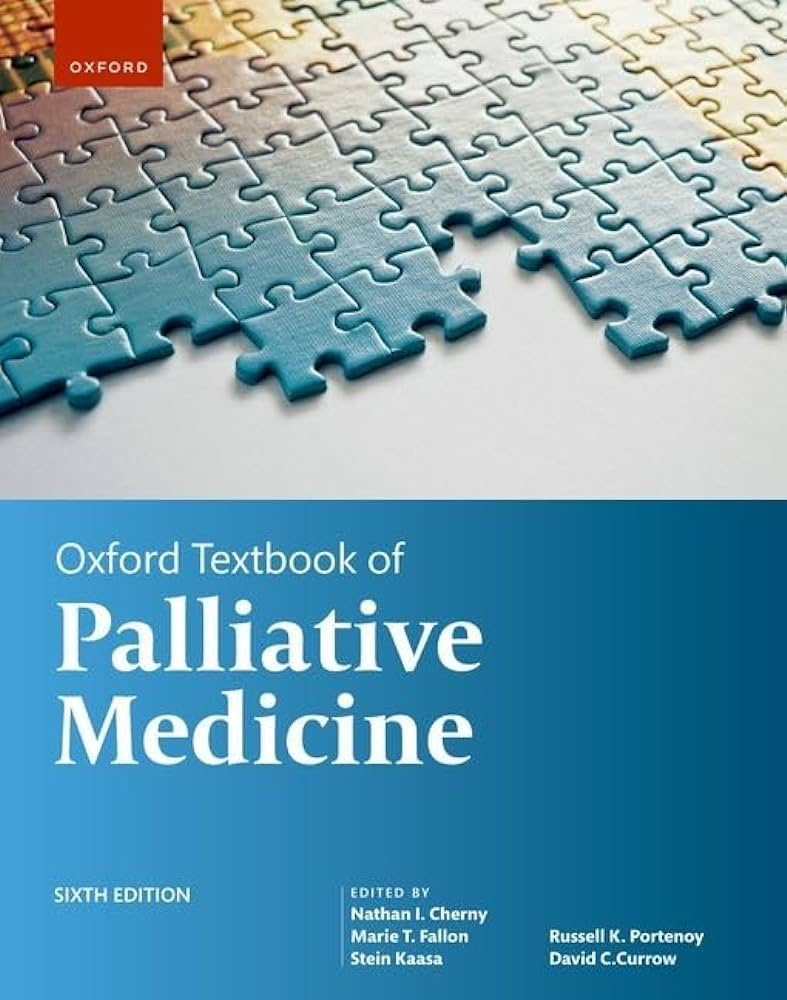 OXFORD
Oxford Textbook of
Palliative
Medicine
SIXTH EDITION
EDITED BY
Nathan I. Cherny
Marie T. Fallon
Stein Kaasa
Russell K. Portenoy
David C.Currow